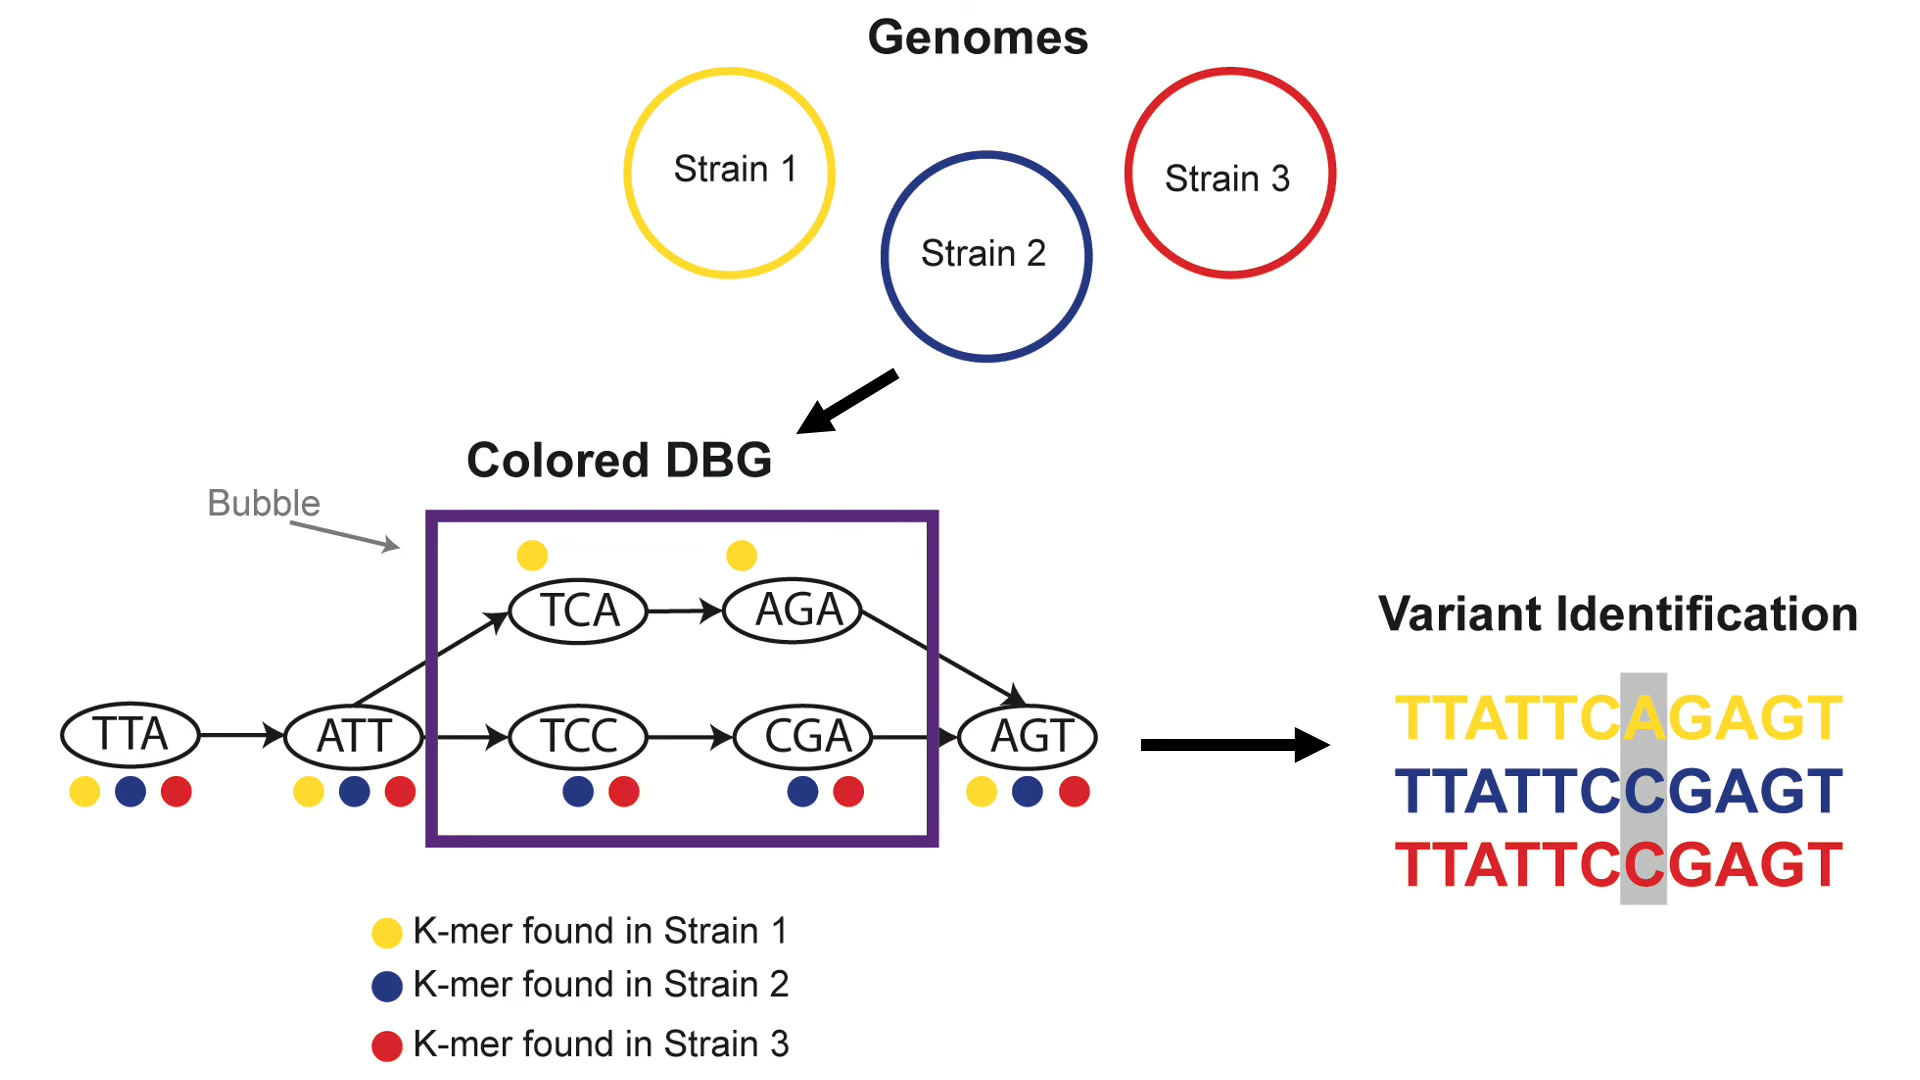 Genomes
Strain 1
Strain 2
Strain 3
Colored DBG
Bubble
TCA
AGA
TTA
ATT
TCC
CGA
AGT
K-mer found in Strain 1
K-mer found in Strain 2
K-mer found in Strain 3
Variant Identification
TTATTCAGAGT
TTATTCCGAGT
TTATTCCGAGT